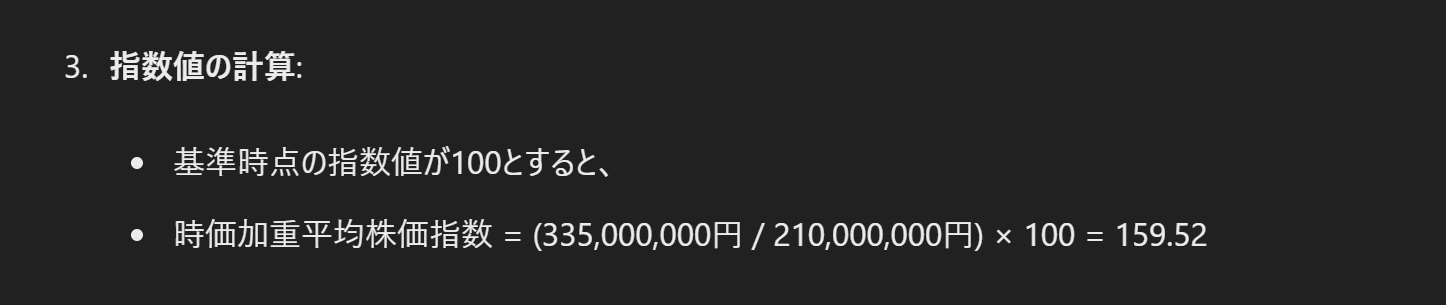 3. 指数値の計算:
• 基準時点の指数値が100とすると、
• 時価加重平均株価指数 = (335,000,000円 / 210,000,000円) × 100 = 159.52